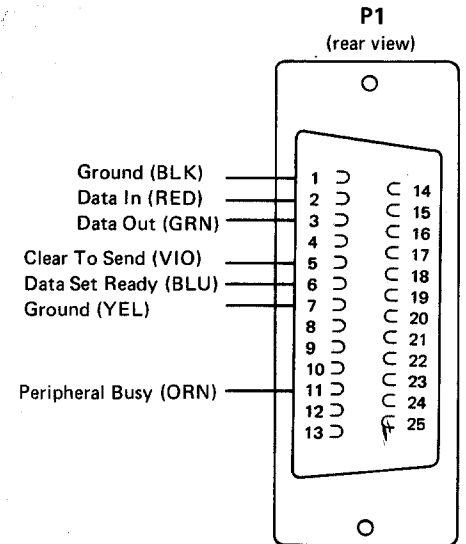 P1
(rear view)
Ground (BLK) 1 14
Data In (RED) 2 15
Data Out (GRN) 3 16
4 17
Clear To Send (VIO) 5 18
Data Set Ready (BLU) 6 19
Ground (YEL) 7 20
8 21
9 22
10 23
Peripheral Busy (ORN) 11 24
12 25
13